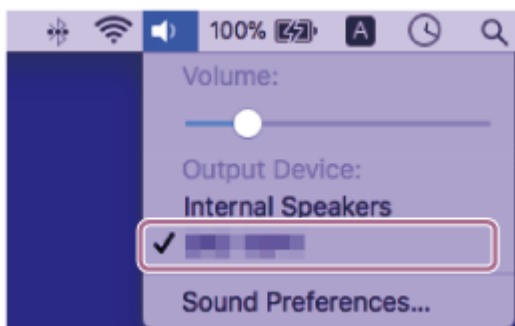 100% A
Volume:
Output Device:
Internal Speakers
Sound Preferences...